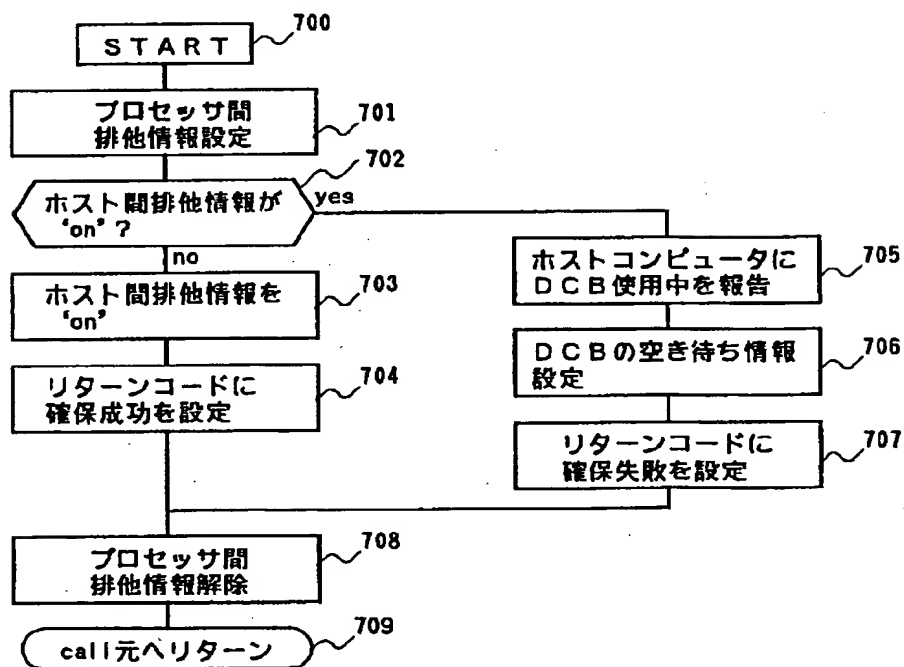 START
700
プロセッサ間
排他情報設定
701
702
ホスト間排他情報が
‘on’?
yes
no
ホスト間排他情報を
‘on’
703
リターンコードに
確保成功を設定
704
ホストコンピュータに
DCB使用中を報告
705
DCBの空き待ち情報
設定
706
リターンコードに
確保失敗を設定
707
プロセッサ間
排他情報解除
708
call元へリターン
709